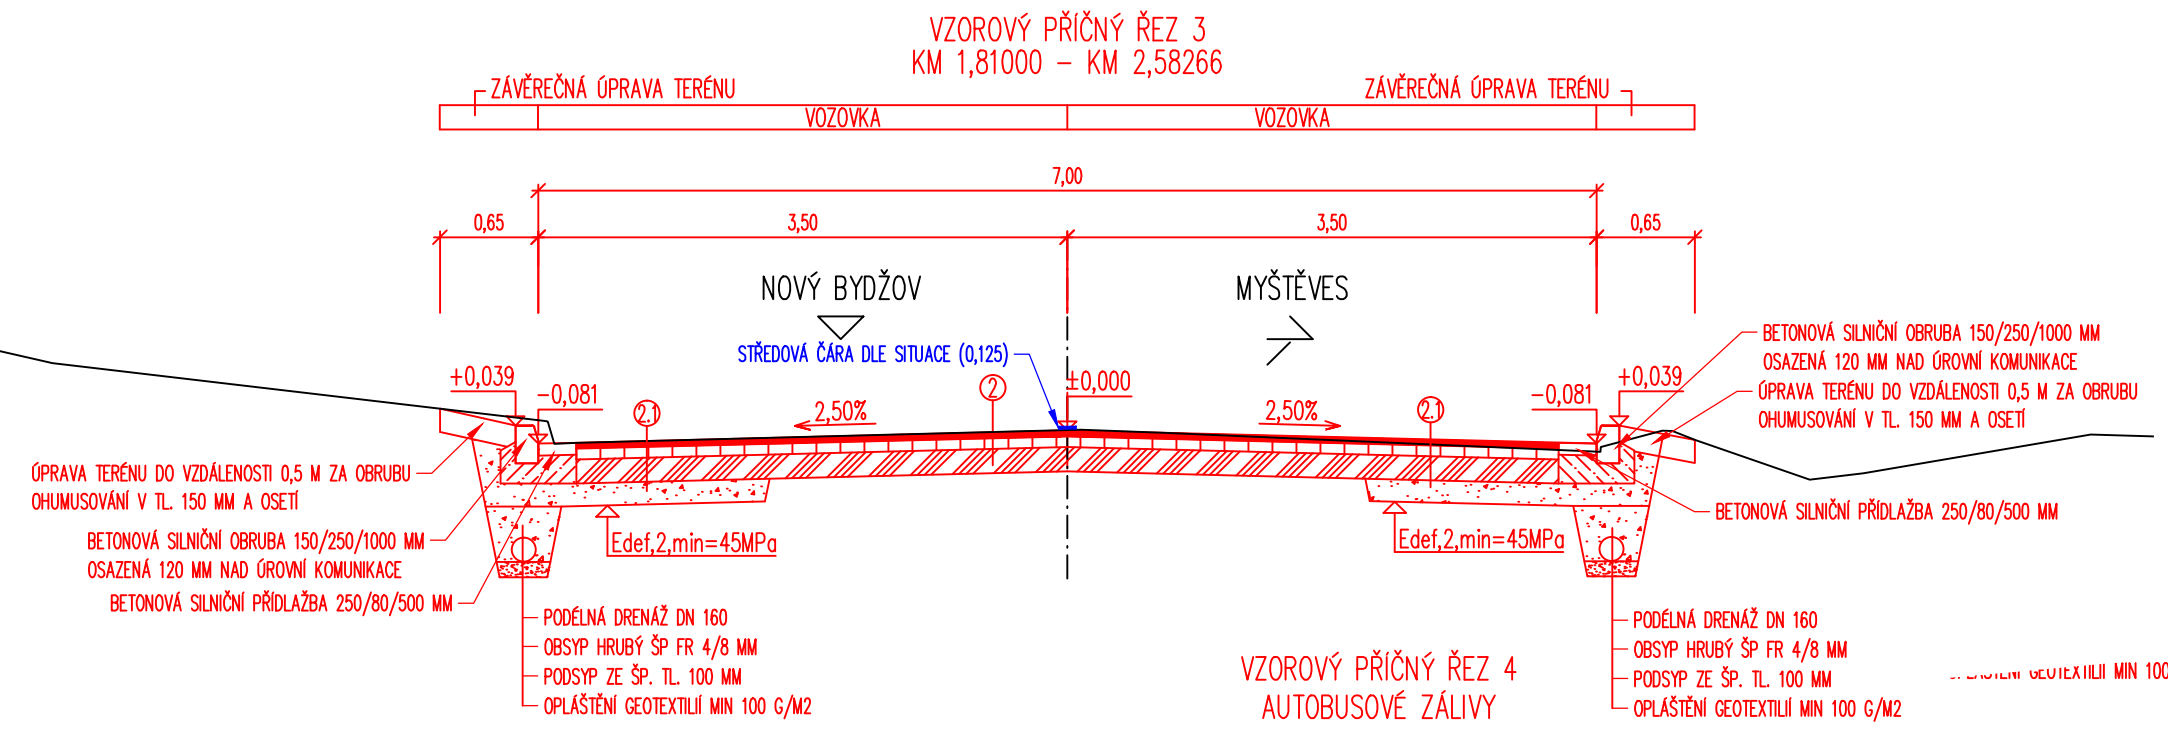 VZOROVÝ PŘÍČNÝ ŘEZ 3
KM 1,81000 – KM 2,58266
ZÁVĚREČNÁ ÚPRAVA TERÉNU
ZÁVĚREČNÁ ÚPRAVA TERÉNU
VOZOVKA
VOZOVKA
7,00
0,65
3,50
3,50
0,65
NOVÝ BYDŽOV
MYŠTĚVES
STŘEDOVÁ ČÁRA DLE SITUACE (0,125)
BETONOVÁ SILNIČNÍ OBRUBA 150/250/1000 MM
OSAZENÁ 120 MM NAD ÚROVNÍ KOMUNIKACE
+0,039
-0,081
2.1
2,50%
2
±0,000
2,50%
2.1
-0,081
+0,039
ÚPRAVA TERÉNU DO VZDÁLENOSTI 0,5 M ZA OBRUBU
OHUMUSOVÁNÍ V TL. 150 MM A OSETÍ
ÚPRAVA TERÉNU DO VZDÁLENOSTI 0,5 M ZA OBRUBU
OHUMUSOVÁNÍ V TL. 150 MM A OSETÍ
BETONOVÁ SILNIČNÍ PŘÍDLAŽBA 250/80/500 MM
BETONOVÁ SILNIČNÍ OBRUBA 150/250/1000 MM
OSAZENÁ 120 MM NAD ÚROVNÍ KOMUNIKACE
Edef,2,min=45MPa
Edef,2,min=45MPa
BETONOVÁ SILNIČNÍ PŘÍDLAŽBA 250/80/500 MM
PODÉLNÁ DRENÁŽ DN 160
OBSYP HRUBÝ ŠP FR 4/8 MM
PODSYP ZE ŠP. TL. 100 MM
OPLÁŠTĚNÍ GEOTEXTILIÍ MIN 100 G/M2
PODÉLNÁ DRENÁŽ DN 160
OBSYP HRUBÝ ŠP FR 4/8 MM
PODSYP ZE ŠP. TL. 100 MM
OPLÁŠTĚNÍ GEOTEXTILIÍ MIN 100 G/M2
VZOROVÝ PŘÍČNÝ ŘEZ 4
AUTOBUSOVÉ ZÁLIVY
GEOTEXTILIÍ MIN 100